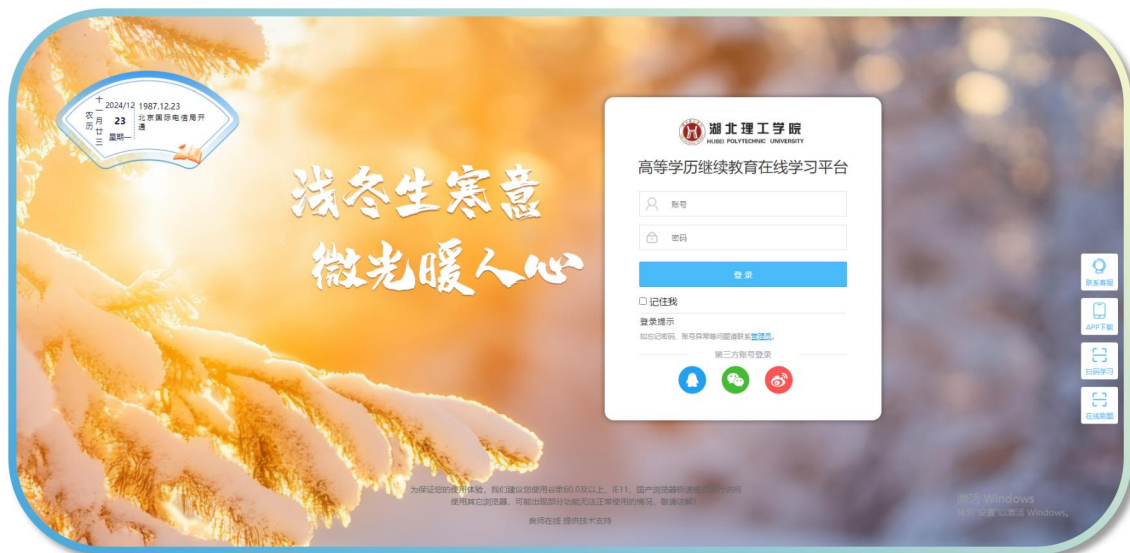 农历
十一月廿三
2024/12
23
星期一
1987.12.23
北京国际电信局开
通
浅冬生寒意
微光暖人心
湖北理工学院
HUBEI POLYTECHNIC UNIVERSITY
高等学历继续教育在线学习平台
账号
密码
登录
记住我
登录提示
如忘记密码、账号异常等问题请联系管理员。
第三方账号登录
联系客服
APP下载
扫码学习
在线刷题
为保证您的使用体验，我们建议您使用谷歌60.0及以上，IE11，国产浏览器极速模式进行访问
使用其它浏览器，可能出现部分功能无法正常使用的情况，敬请谅解！
良师在线 提供技术支持
激活 Windows
转到"设置"以激活 Windows。